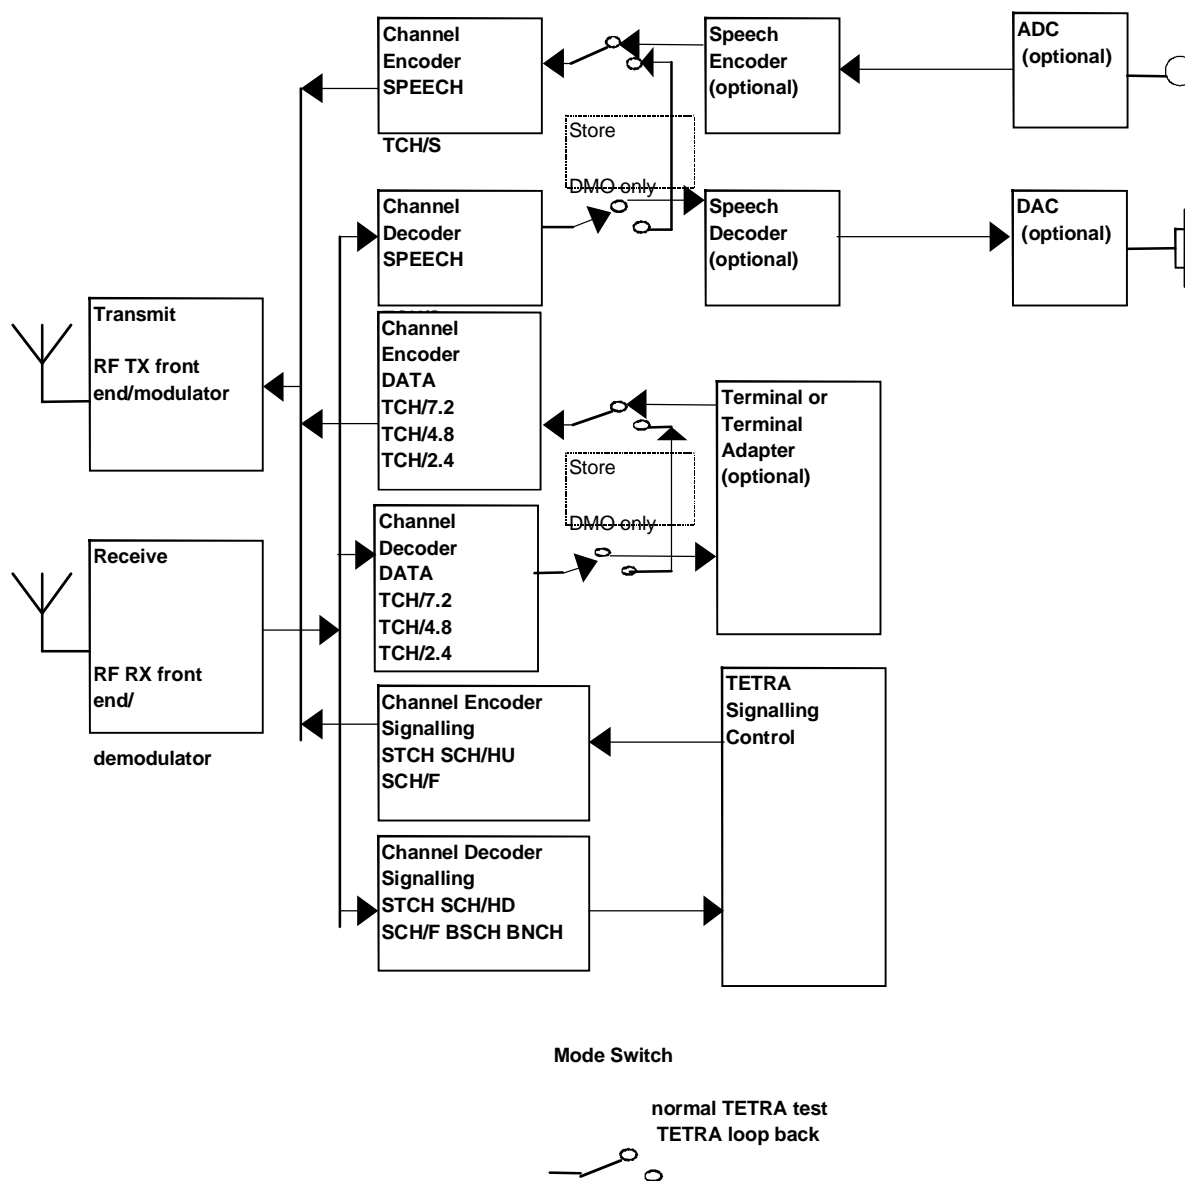 Channel
Encoder
SPEECH
TCH/S
Speech
Encoder
(optional)
ADC
(optional)
Store
DMO only
Channel
Decoder
SPEECH
Speech
Decoder
(optional)
DAC
(optional)
Transmit
RF TX front
end/modulator
Channel
Encoder
DATA
TCH/7.2
TCH/4.8
TCH/2.4
Terminal or
Terminal
Adapter
(optional)
Store
DMO only
Channel
Decoder
DATA
TCH/7.2
TCH/4.8
TCH/2.4
Receive
RF RX front
end/
demodulator
Channel Encoder
Signalling
STCH SCH/HU
SCH/F
TETRA
Signalling
Control
Channel Decoder
Signalling
STCH SCH/HD
SCH/F BSCH BNCH
Mode Switch
normal TETRA test
TETRA loop back